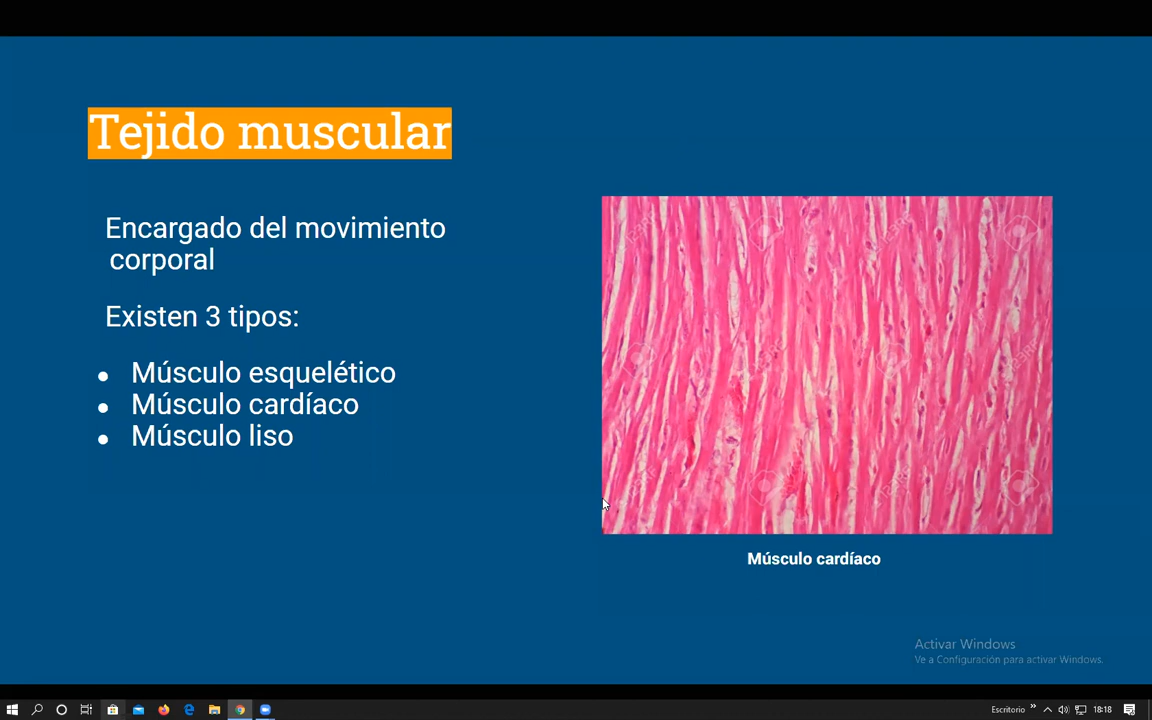 Tejido muscular
Encargado del movimiento
corporal
Existen 3 tipos:
● Músculo esquelético
● Músculo cardíaco
● Músculo liso
Músculo cardíaco
Activar Windows
Ve a Configuración para activar Windows.
Escritorio
18:18